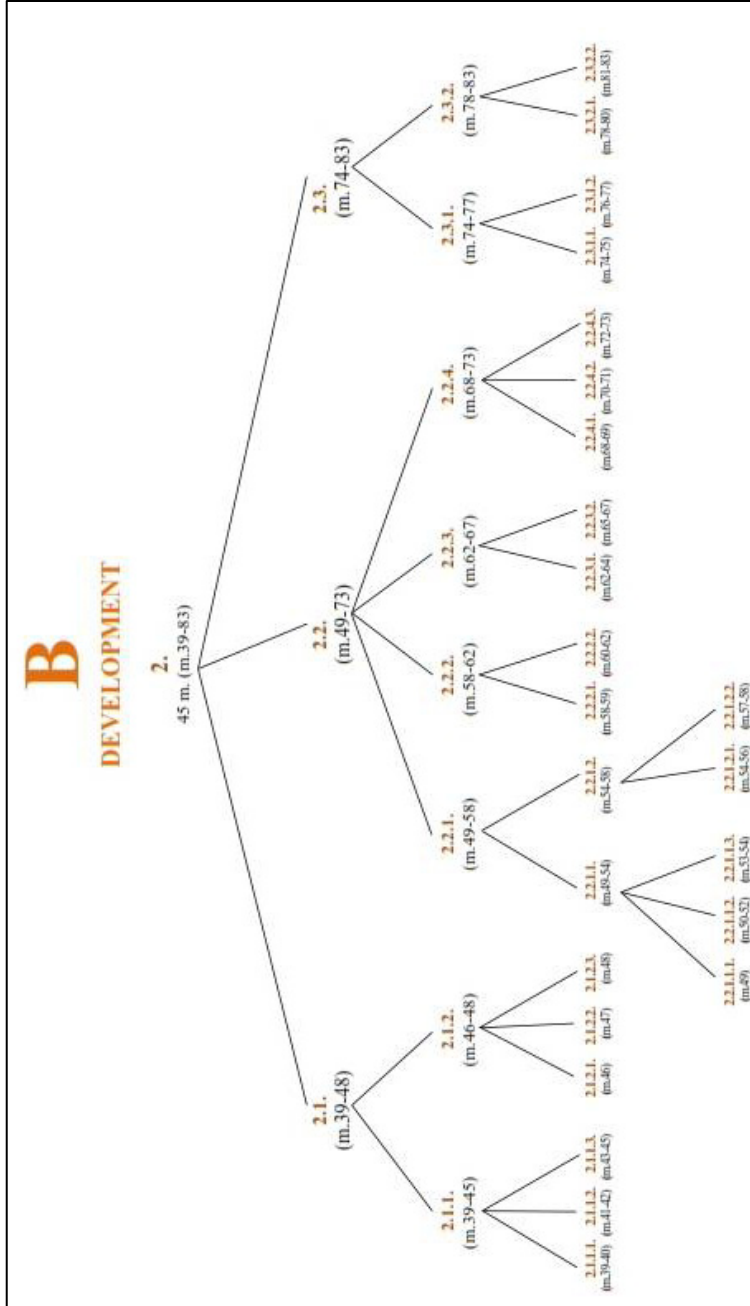 B
DEVELOPMENT
2.
45 m. (m.39-83)
2.1.
(m.39-48)
2.2.
(m.49-73)
2.3.
(m.74-83)
2.1.1.
(m.39-45)
2.1.2.
(m.46-48)
2.2.1.
(m.49-58)
2.2.2.
(m.58-62)
2.2.3.
(m.62-67)
2.2.4.
(m.68-73)
2.3.1.
(m.74-77)
2.3.2.
(m.78-83)
2.1.1.1.
(m.39-40)
2.1.1.2.
(m.41-42)
2.1.1.3.
(m.43-45)
2.1.2.1.
(m.46)
2.1.2.2.
(m.47)
2.1.2.3.
(m.48)
2.2.1.1.
(m.49-54)
2.2.1.2.
(m.54-58)
2.2.2.1.
(m.58-59)
2.2.2.2.
(m.60-62)
2.2.3.1.
(m.62-64)
2.2.3.2.
(m.65-67)
2.2.4.1.
(m.68-69)
2.2.4.2.
(m.70-71)
2.2.4.3.
(m.72-73)
2.3.1.1.
(m.74-75)
2.3.1.2.
(m.76-77)
2.3.2.1.
(m.78-80)
2.3.2.2.
(m.81-83)
2.2.1.1.1.
(m.49)
2.2.1.1.2.
(m.50-52)
2.2.1.1.3.
(m.53-54)
2.2.1.2.1.
(m.54-56)
2.2.1.2.2.
(m.57-58)